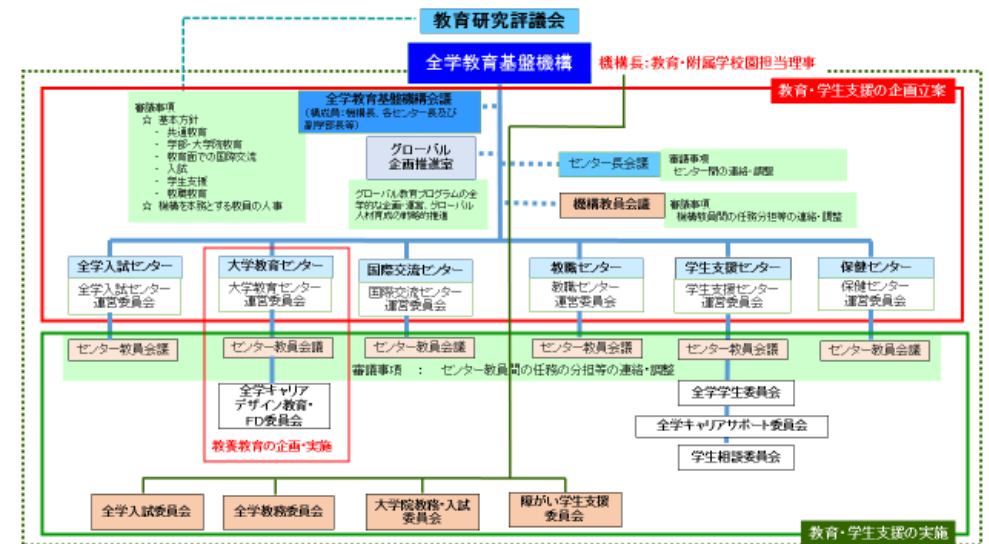 教育研究評議会
全学教育基盤機構
機構長：教育・附属学校園担当理事
教育・学生支援の企画立案
審議事項
☆ 基本方針
- 共通教育
- 学部・大学院教育
- 教育面での国際交流
- 入試
- 学生支援
- 教職教育
☆ 機構を本務とする教員の人事
全学教育基盤機構会議
（構成員：機構長、各センター長及び
副学部長等）
グローバル
企画推進室
グローバル教育プログラムの全
学的な企画・運営、グローバル
人材育成の戦略的推進
センター長会議
審議事項
センター間の連絡・調整
機構教員会議
審議事項
機構教員間の任務分担等の連絡・調整
全学入試センター
全学入試センター
運営委員会
大学教育センター
大学教育センター
運営委員会
国際交流センター
国際交流センター
運営委員会
教職センター
教職センター
運営委員会
学生支援センター
学生支援センター
運営委員会
保健センター
保健センター
運営委員会
センター教員会議
センター教員会議
センター教員会議
センター教員会議
センター教員会議
センター教員会議
審議事項 ： センター教員間の任務の分担等の連絡・調整
全学キャリア
デザイン教育・
FD委員会
教養教育の企画・実施
全学学生委員会
全学キャリアサポート委員会
学生相談委員会
全学入試委員会
全学教務委員会
大学院教務・入試
委員会
障がい学生支援
委員会
教育・学生支援の実施